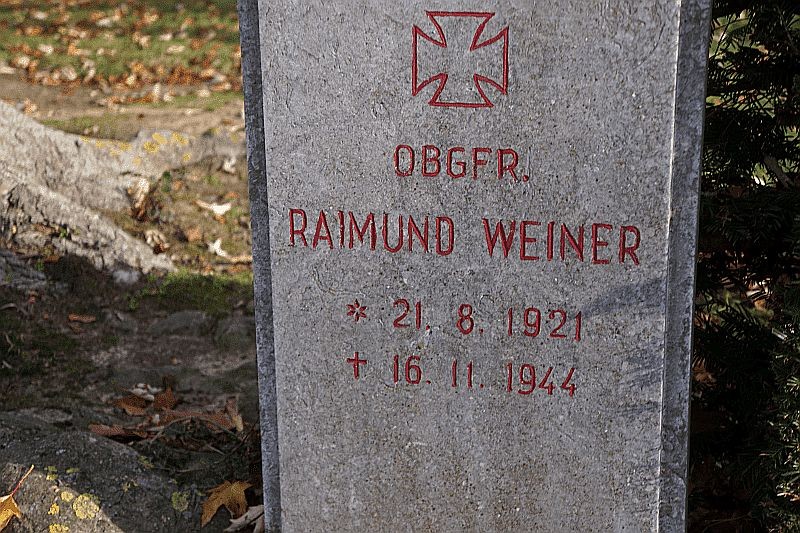 OBGFR.
RAIMUND WEINER
* 21. 8. 1921
+ 16. 11. 1944